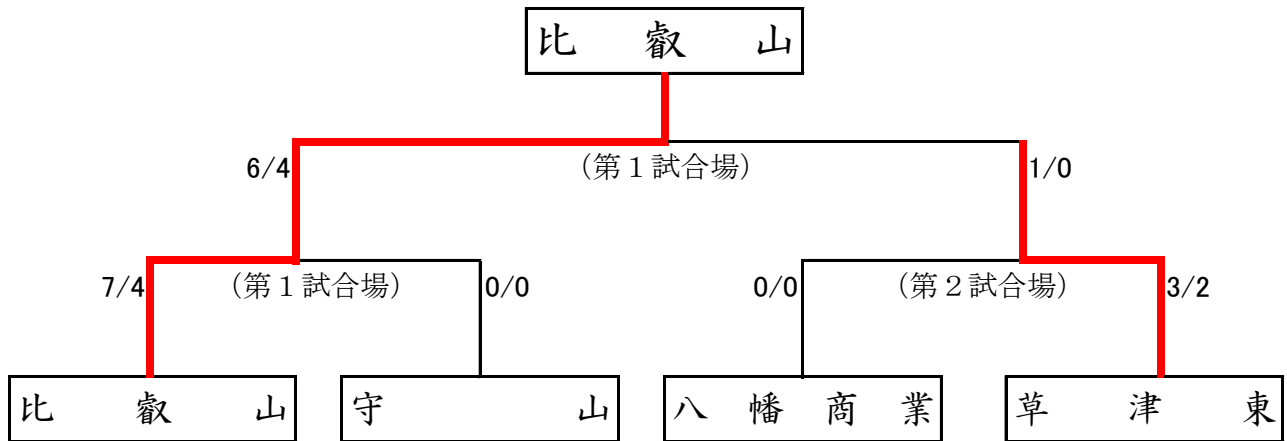 比叡山
6/4 (第１試合場) 1/0
7/4 (第１試合場) 0/0 0/0 (第２試合場) 3/2
比叡山 守山 八幡商業 草津東